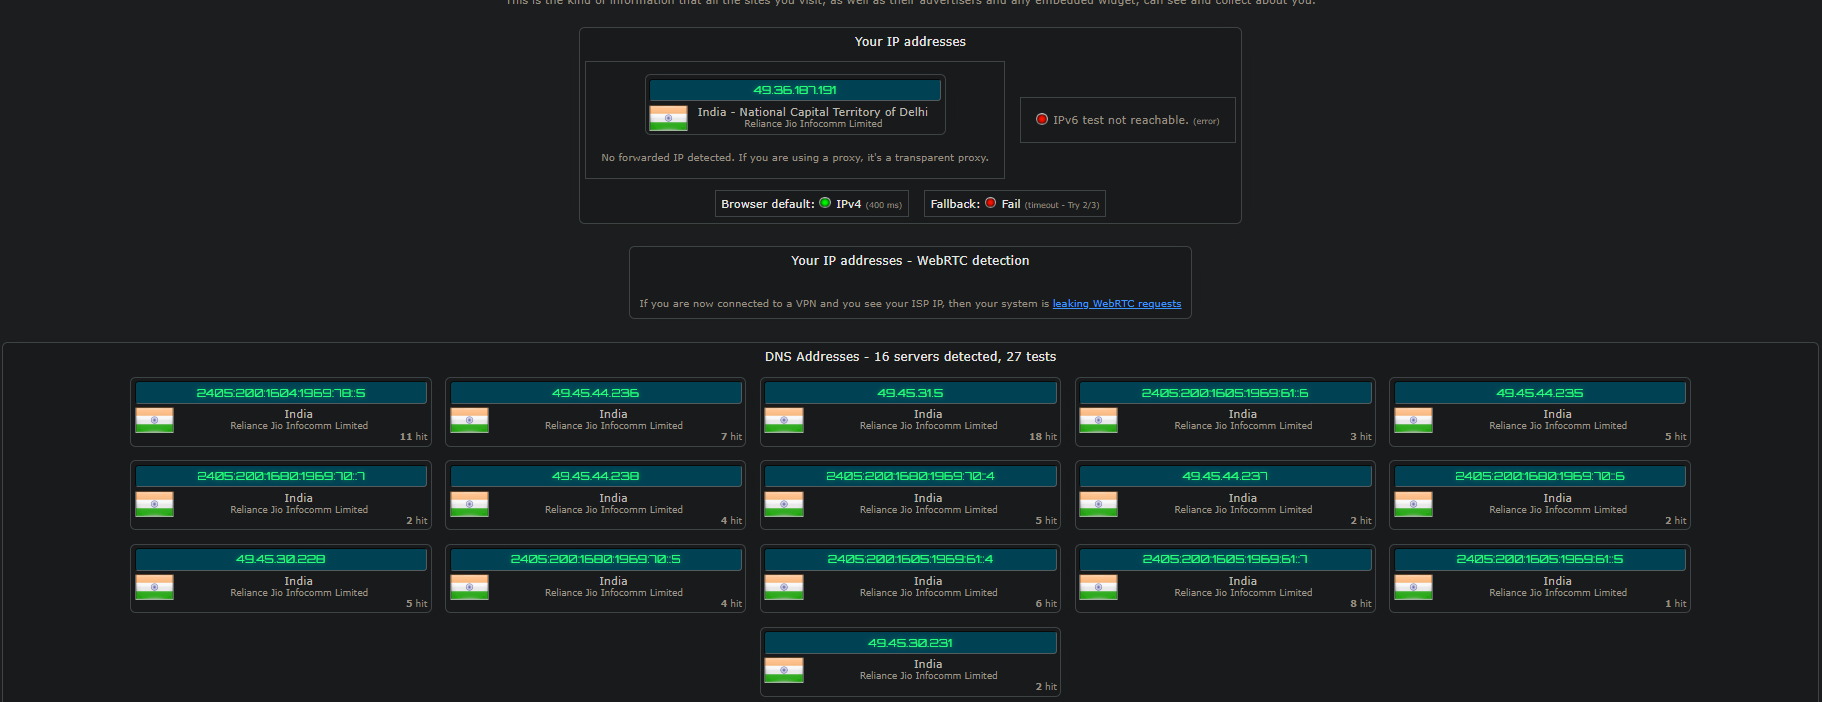 This is the kind of information that all the sites you visit, as well as their advertisers and any embedded widget, can see and collect about you.
Your IP addresses
49.36.187.191
India - National Capital Territory of Delhi
Reliance Jio Infocomm Limited
No forwarded IP detected. If you are using a proxy, it's a transparent proxy.
IPv6 test not reachable. (error)
Browser default: IPv4 (400 ms)
Fallback: Fail (timeout - Try 2/3)
Your IP addresses - WebRTC detection
If you are now connected to a VPN and you see your ISP IP, then your system is leaking WebRTC requests
DNS Addresses - 16 servers detected, 27 tests
2405:200:1604:1969:78::5
India
Reliance Jio Infocomm Limited
11 hit
49.45.44.236
India
Reliance Jio Infocomm Limited
7 hit
49.45.31.5
India
Reliance Jio Infocomm Limited
18 hit
2405:200:1605:1969:61::6
India
Reliance Jio Infocomm Limited
3 hit
49.45.44.235
India
Reliance Jio Infocomm Limited
5 hit
2405:200:1680:1969:70::7
India
Reliance Jio Infocomm Limited
2 hit
49.45.44.238
India
Reliance Jio Infocomm Limited
4 hit
2405:200:1680:1969:70::4
India
Reliance Jio Infocomm Limited
5 hit
49.45.44.237
India
Reliance Jio Infocomm Limited
2 hit
2405:200:1680:1969:70::6
India
Reliance Jio Infocomm Limited
2 hit
49.45.30.228
India
Reliance Jio Infocomm Limited
5 hit
2405:200:1680:1969:70::5
India
Reliance Jio Infocomm Limited
4 hit
2405:200:1605:1969:61::4
India
Reliance Jio Infocomm Limited
6 hit
2405:200:1605:1969:61::7
India
Reliance Jio Infocomm Limited
8 hit
2405:200:1605:1969:61::5
India
Reliance Jio Infocomm Limited
1 hit
49.45.30.231
India
Reliance Jio Infocomm Limited
2 hit